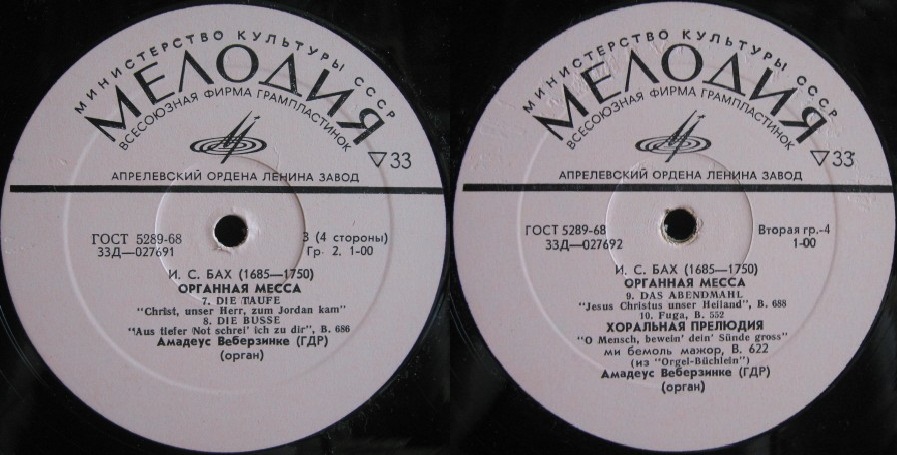 МИНИСТЕРСТВО КУЛЬТУРЫ СССР
МЕЛОДИЯ
ВСЕСОЮЗНАЯ ФИРМА ГРАМПЛАСТИНОК
33
АПРЕЛЕВСКИЙ ОРДЕНА ЛЕНИНА ЗАВОД
ГОСТ 5289-68
33Д—027691
3 (4 стороны)
Гр. 2. 1-00
И. С. БАХ (1685—1750)
ОРГАННАЯ МЕССА
7. DIE TAUFE
"Christ, unser Herr, zum Jordan kam"
8. DIE BUSSE
"Aus tiefer Not schrei' ich zu dir", B. 686
Амадеус Веберзинке (ГДР)
(орган)
МИНИСТЕРСТВО КУЛЬТУРЫ СССР
МЕЛОДИЯ
ВСЕСОЮЗНАЯ ФИРМА ГРАМПЛАСТИНОК
33
АПРЕЛЕВСКИЙ ОРДЕНА ЛЕНИНА ЗАВОД
ГОСТ 5289-68
33Д—027692
Вторая гр.-4
1-00
И. С. БАХ (1685—1750)
ОРГАННАЯ МЕССА
9. DAS ABENDMAHL
"Jesus Christus unser Heiland", B. 688
10. Fuga, B. 552
ХОРАЛЬНАЯ ПРЕЛЮДИЯ
"O Mensch, bewein' dein' Sünde gross"
ми бемоль мажор, B. 622
(из "Orgel-Büchlein")
Амадеус Веберзинке (ГДР)
(орган)